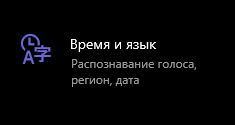 Время и язык
Распознавание голоса,
регион, дата